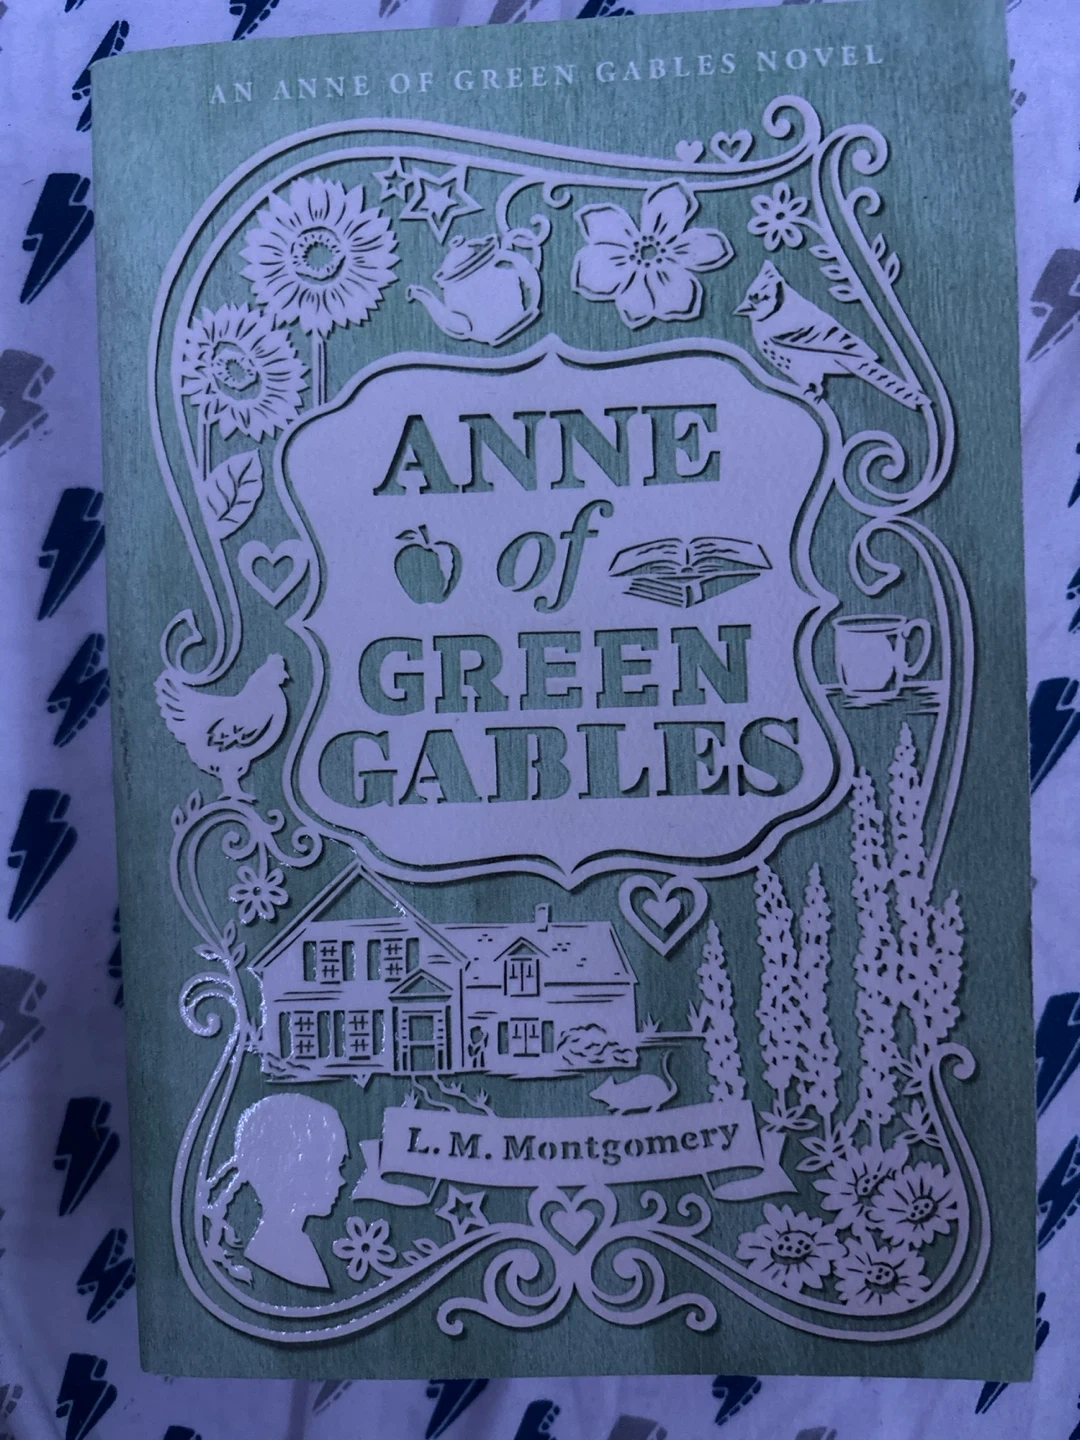 AN ANNE OF GREEN GABLES NOVEL
ANNE
of
GREEN
GABLES
L. M. Montgomery